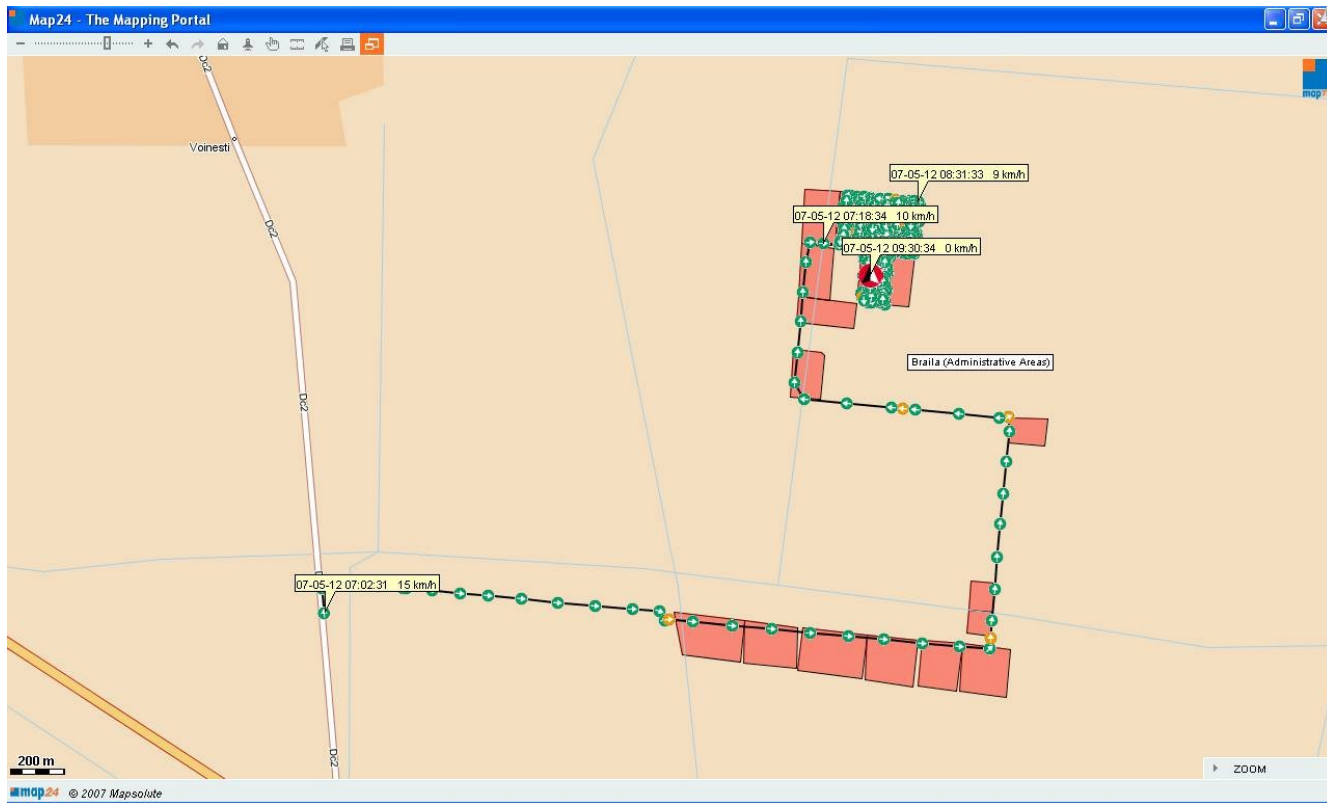 Map24 - The Mapping Portal
Dc2
Voinesti
Dc2
07-05-12 08:31:33 9 km/h
07-05-12 07:18:34 10 km/h
07-05-12 09:30:34 0 km/h
Braila (Administrative Areas)
Dc2
07-05-12 07:02:31 15 km/h
Dc2
200 m
ZOOM
map24 © 2007 Mapsolute